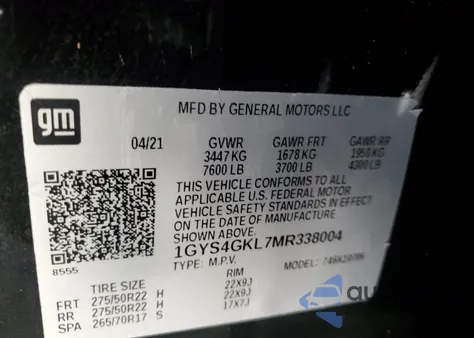 gm
MFD BY GENERAL MOTORS LLC
04/21 GVWR GAWR FRT GAWR RR
3447 KG 1678 KG 1950 KG
7600 LB 3700 LB 4300 LB
THIS VEHICLE CONFORMS TO ALL
APPLICABLE U.S. FEDERAL MOTOR
VEHICLE SAFETY STANDARDS IN EFFECT
ON THE DATE OF MANUFACTURE
1GYS4GKL7MR338004
8555
TYPE: M.P.V. MODEL:
TIRE SIZE RIM
FRT 275/50R22 H 22X9J
RR 275/50R22 H 22X9J
SPA 265/70R17 S 17X7J